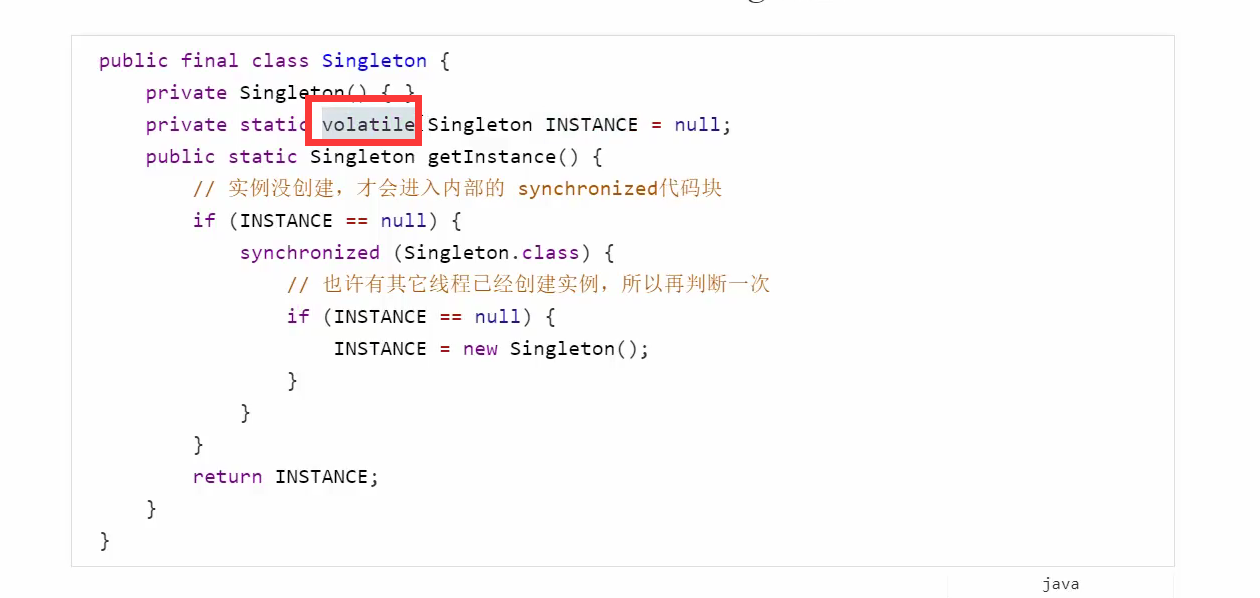 public final class Singleton {
private Singleton() { }
private static volatile Singleton INSTANCE = null;
public static Singleton getInstance() {
// 实例没创建，才会进入内部的 synchronized代码块
if (INSTANCE == null) {
synchronized (Singleton.class) {
// 也许有其它线程已经创建实例，所以再判断一次
if (INSTANCE == null) {
INSTANCE = new Singleton();
}
}
}
return INSTANCE;
}
}
java